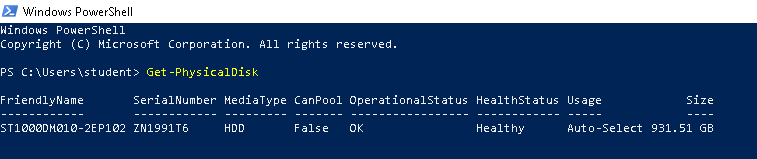 Windows PowerShell
Windows PowerShell
Copyright (C) Microsoft Corporation. All rights reserved.
PS C:\Users\student> Get-PhysicalDisk
FriendlyName SerialNumber MediaType CanPool OperationalStatus HealthStatus Usage Size
------------ ------------ --------- ------- ----------------- ------------ ----- ----
ST1000DM010-2EP102 ZN1991T6 HDD False OK Healthy Auto-Select 931.51 GB